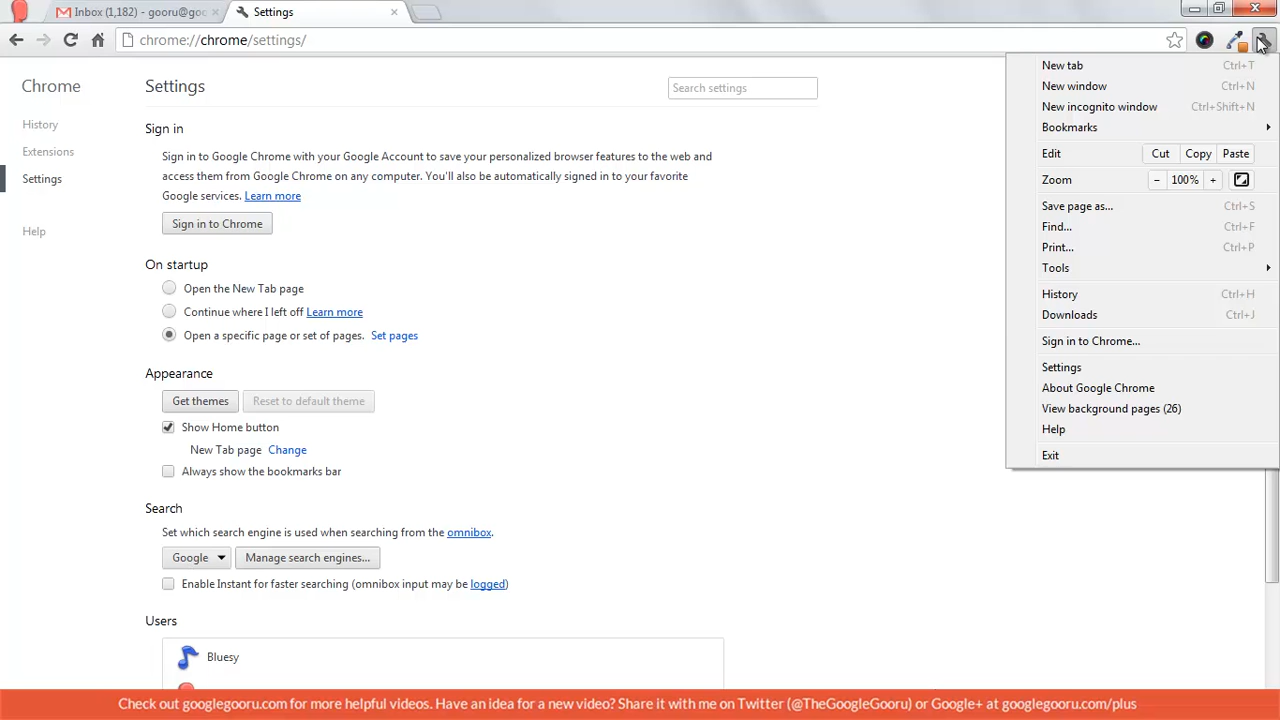 Inbox (1,182) - gooru@goo
Settings
chrome://chrome/settings/
Chrome
History
Extensions
Settings
Help
Settings
Search settings
Sign in
Sign in to Google Chrome with your Google Account to save your personalized browser features to the web and
access them from Google Chrome on any computer. You'll also be automatically signed in to your favorite
Google services. Learn more
Sign in to Chrome
On startup
Open the New Tab page
Continue where I left off Learn more
Open a specific page or set of pages. Set pages
Appearance
Get themes Reset to default theme
Show Home button
New Tab page Change
Always show the bookmarks bar
Search
Set which search engine is used when searching from the omnibox.
Google Manage search engines...
Enable Instant for faster searching (omnibox input may be logged)
Users
Bluesy
New tab Ctrl+T
New window Ctrl+N
New incognito window Ctrl+Shift+N
Bookmarks
Edit Cut Copy Paste
Zoom − 100% +
Save page as... Ctrl+S
Find... Ctrl+F
Print... Ctrl+P
Tools
History Ctrl+H
Downloads Ctrl+J
Sign in to Chrome...
Settings
About Google Chrome
View background pages (26)
Help
Exit
Check out googlegooru.com for more helpful videos. Have an idea for a new video? Share it with me on Twitter (@TheGoogleGooru) or Google+ at googlegooru.com/plus